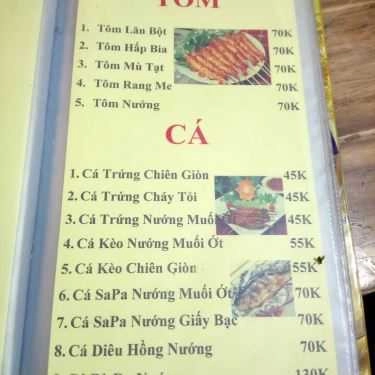 TÔM
1. Tôm Lăn Bột 70K
2. Tôm Hấp Bia 70K
3. Tôm Mù Tạt 70K
4. Tôm Rang Me 70K
5. Tôm Nướng 70K
CÁ
1. Cá Trứng Chiên Giòn 45K
2. Cá Trứng Cháy Tỏi 45K
3. Cá Trứng Nướng Muối 45K
4. Cá Kèo Nướng Muối Ớt 55K
5. Cá Kèo Chiên Giòn 55K
6. Cá SaPa Nướng Muối Ớt 70K
7. Cá SaPa Nướng Giấy Bạc 70K
8. Cá Diêu Hồng Nướng 70K
130K